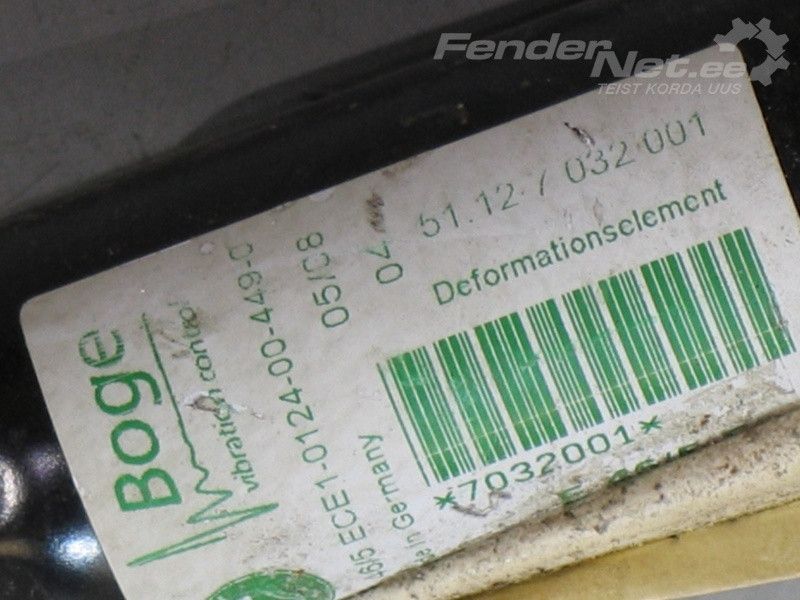 FenderNet.ee
TEIST KORDA UUS
51.12-7 032 001
04
Deformationselement
*7032001*
Boge
vibration control
05/08
ECE1-0124-00-449-0
in Germany